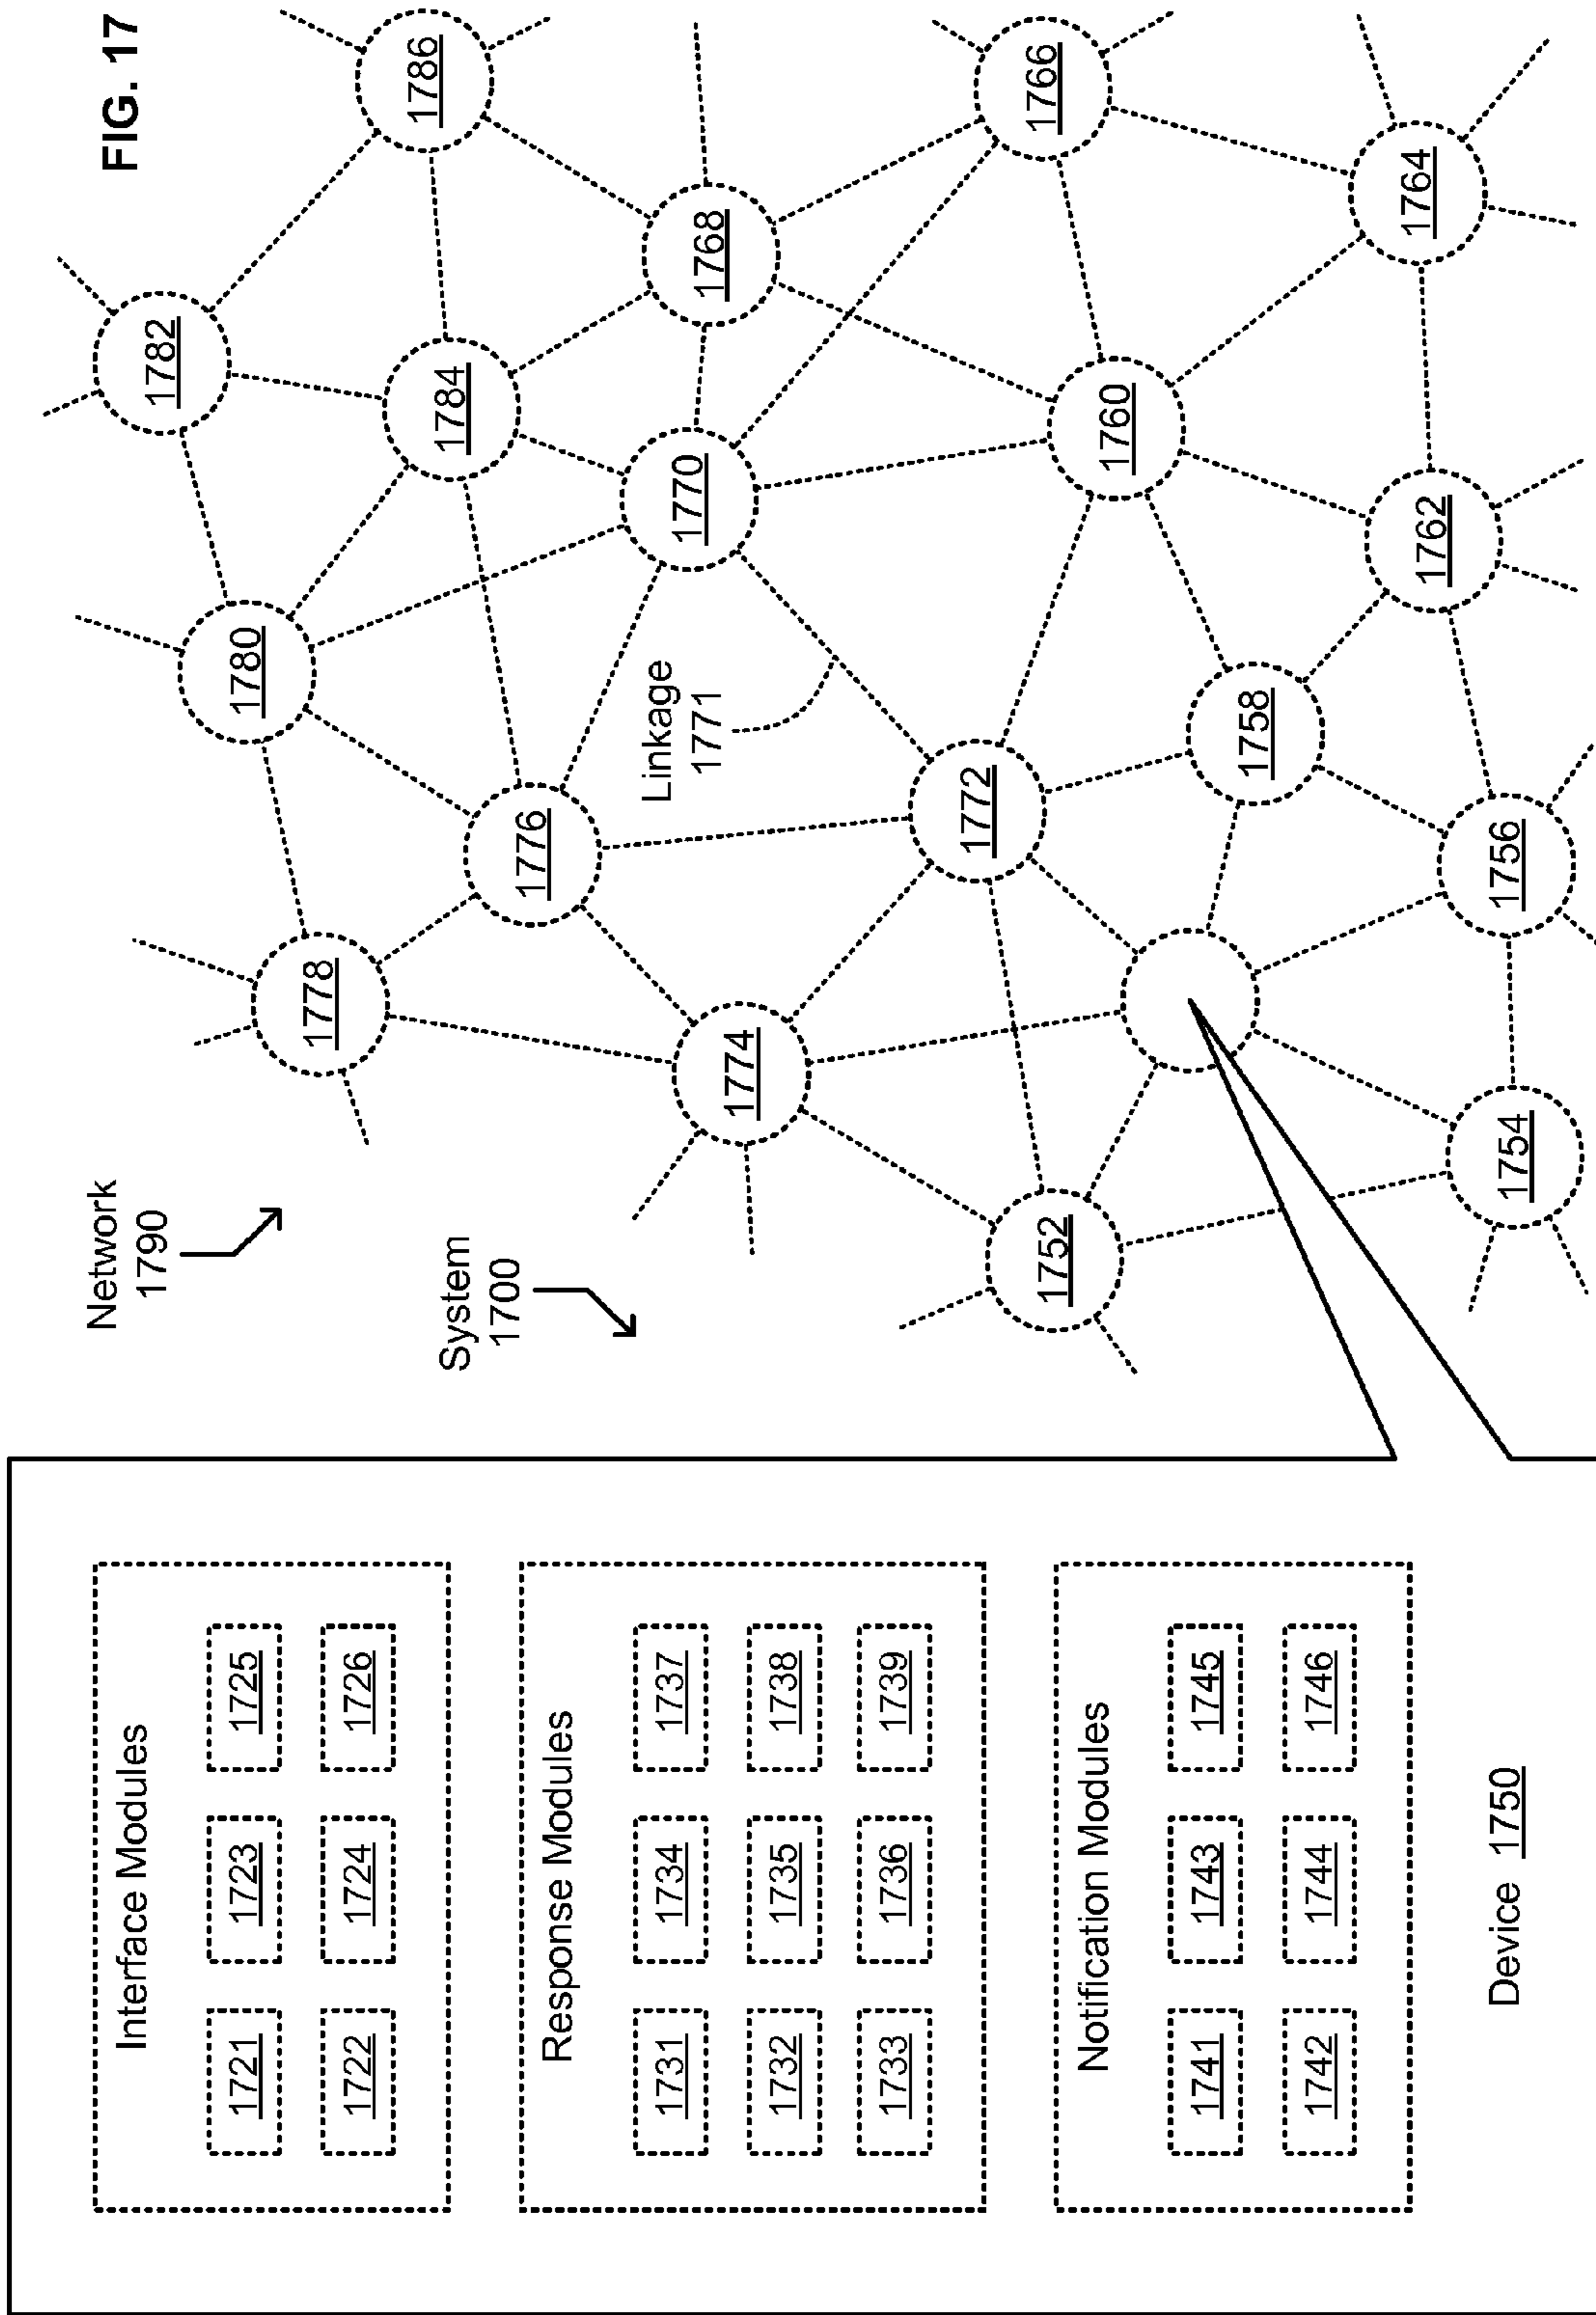 FIG. 17
Network
1790
System
1700
Interface Modules
1721 1723 1725
1722 1724 1726
Response Modules
1731 1734 1737
1732 1735 1738
1733 1736 1739
Notification Modules
1741 1743 1745
1742 1744 1746
Device 1750
1782
1780
1778
1786
1784
1776
Linkage
1771
1768
1770
1774
1772
1752
1766
1760
1758
1764
1762
1756
1754